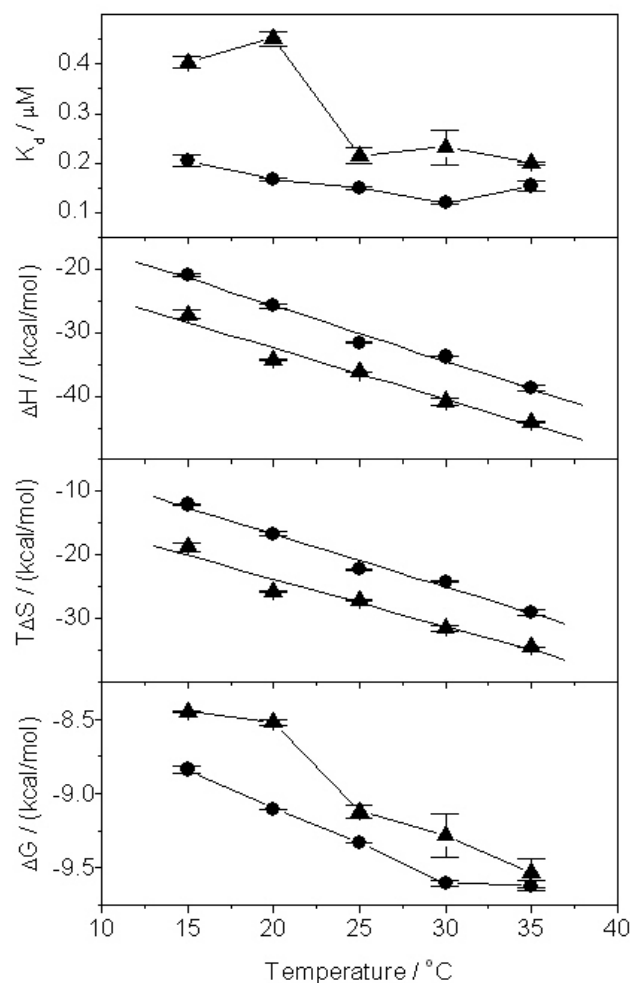 K_d / μM
0.4
0.3
0.2
0.1
ΔH / (kcal/mol)
-20
-30
-40
TΔS / (kcal/mol)
-10
-20
-30
ΔG / (kcal/mol)
-8.5
-9.0
-9.5
10 15 20 25 30 35 40
Temperature / °C